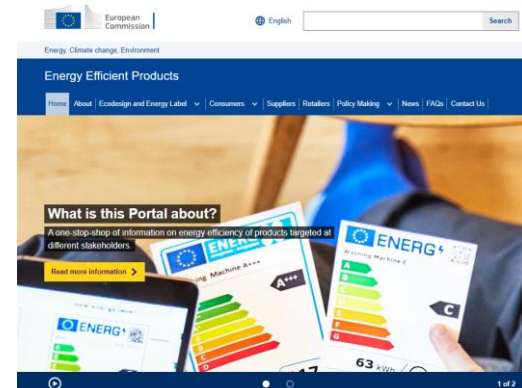 European
Commission
English
Search
Energy, Climate change, Environment
Energy Efficient Products
Home About Ecodesign and Energy Label Consumers Suppliers Retailers Policy Making News FAQs Contact Us
What is this Portal about?
A one-stop-shop of information on energy efficiency of products targeted at
different stakeholders.
Read more information
ENERG
Washing Machine A+++
A+++
ENERG
Washing Machine C
A
B
C
D
E
F
G
C
63 kWh
ENERG
1 of 2